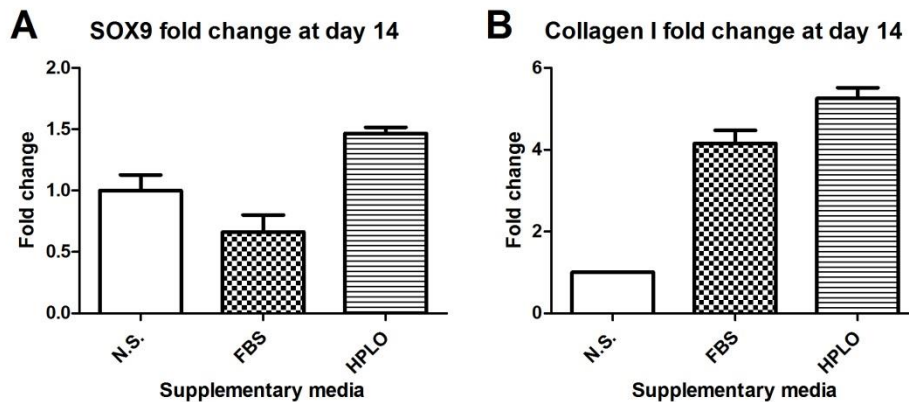 A
SOX9 fold change at day 14
Fold change
2.0
1.5
1.0
0.5
0.0
N.S.
FBS
HPLO
Supplementary media
B
Collagen I fold change at day 14
Fold change
6
4
2
0
N.S.
FBS
HPLO
Supplementary media